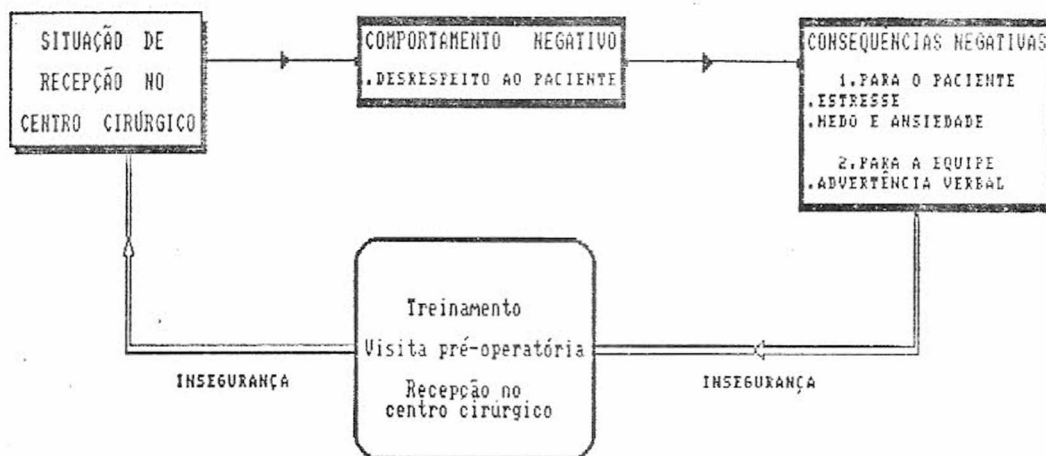 SITUAÇÃO DE
RECEPÇÃO NO
CENTRO CIRÚRGICO
COMPORTAMENTO NEGATIVO
.DESRESPEITO AO PACIENTE
CONSEQUENCIAS NEGATIVAS
1.PARA O PACIENTE
.ESTRESSE
.MEDO E ANSIEDADE
2.PARA A EQUIPE
.ADVERTÊNCIA VERBAL
Treinamento
Visita pré-operatória
Recepção no
centro cirúrgico
INSEGURANÇA
INSEGURANÇA